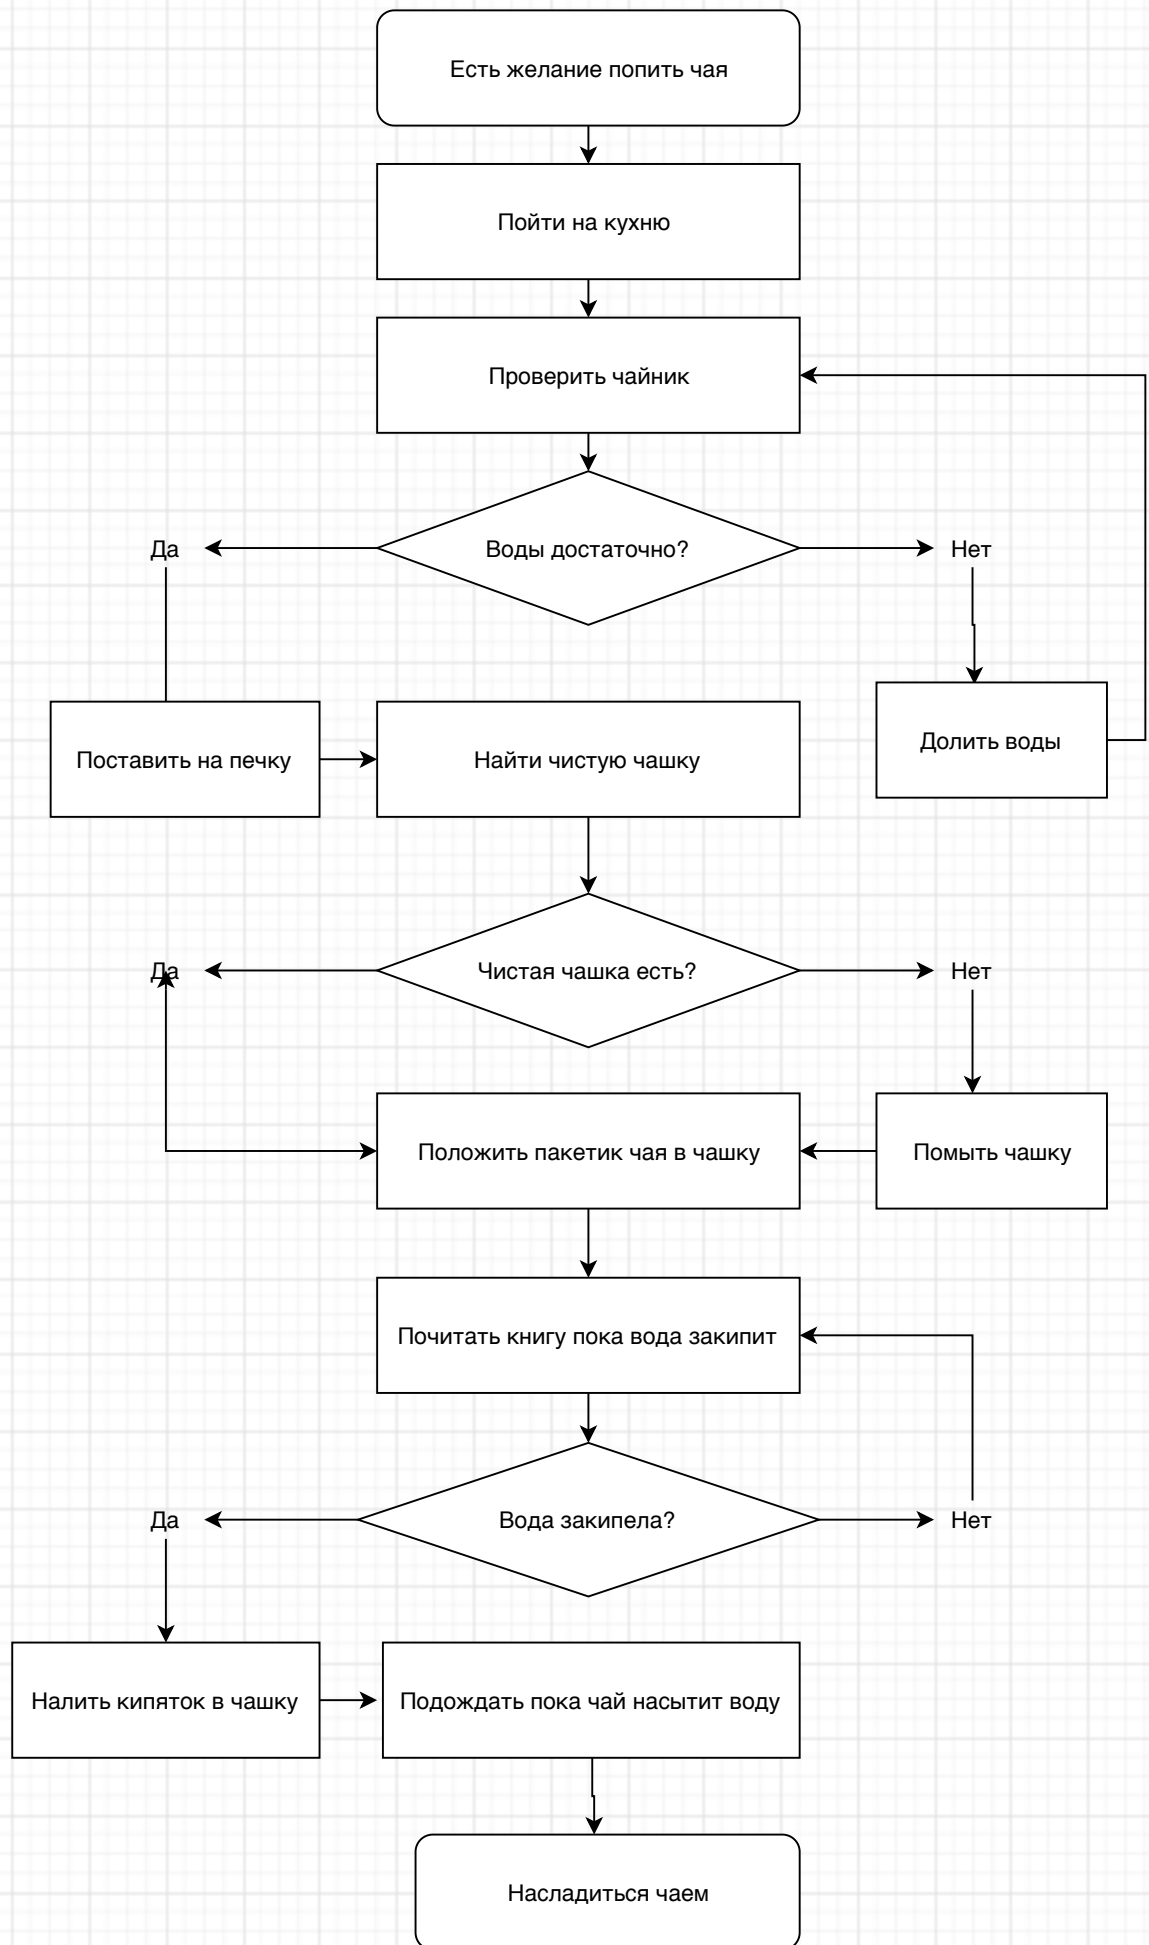 Есть желание попить чая
Пойти на кухню
Проверить чайник
Да
Воды достаточно?
Нет
Поставить на печку
Найти чистую чашку
Долить воды
Да
Чистая чашка есть?
Нет
Положить пакетик чая в чашку
Помыть чашку
Почитать книгу пока вода закипит
Да
Вода закипела?
Нет
Налить кипяток в чашку
Подождать пока чай насытит воду
Насладиться чаем